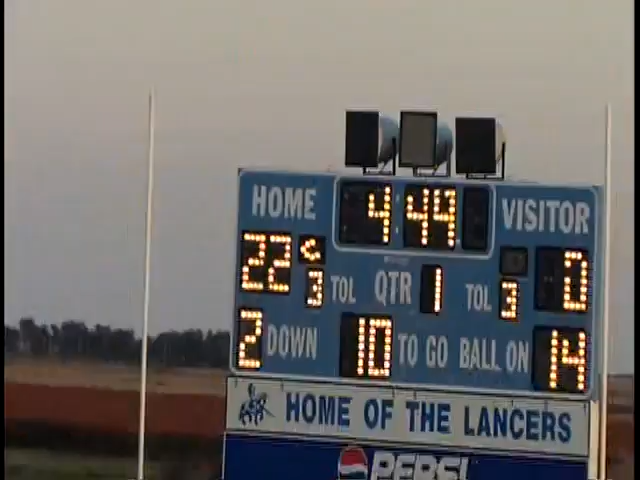 HOME 4:44 VISITOR
22 < 0
3 TOL QTR 1 TOL 3
2 DOWN 10 TO GO BALL ON 14
HOME OF THE LANCERS
PEPSI